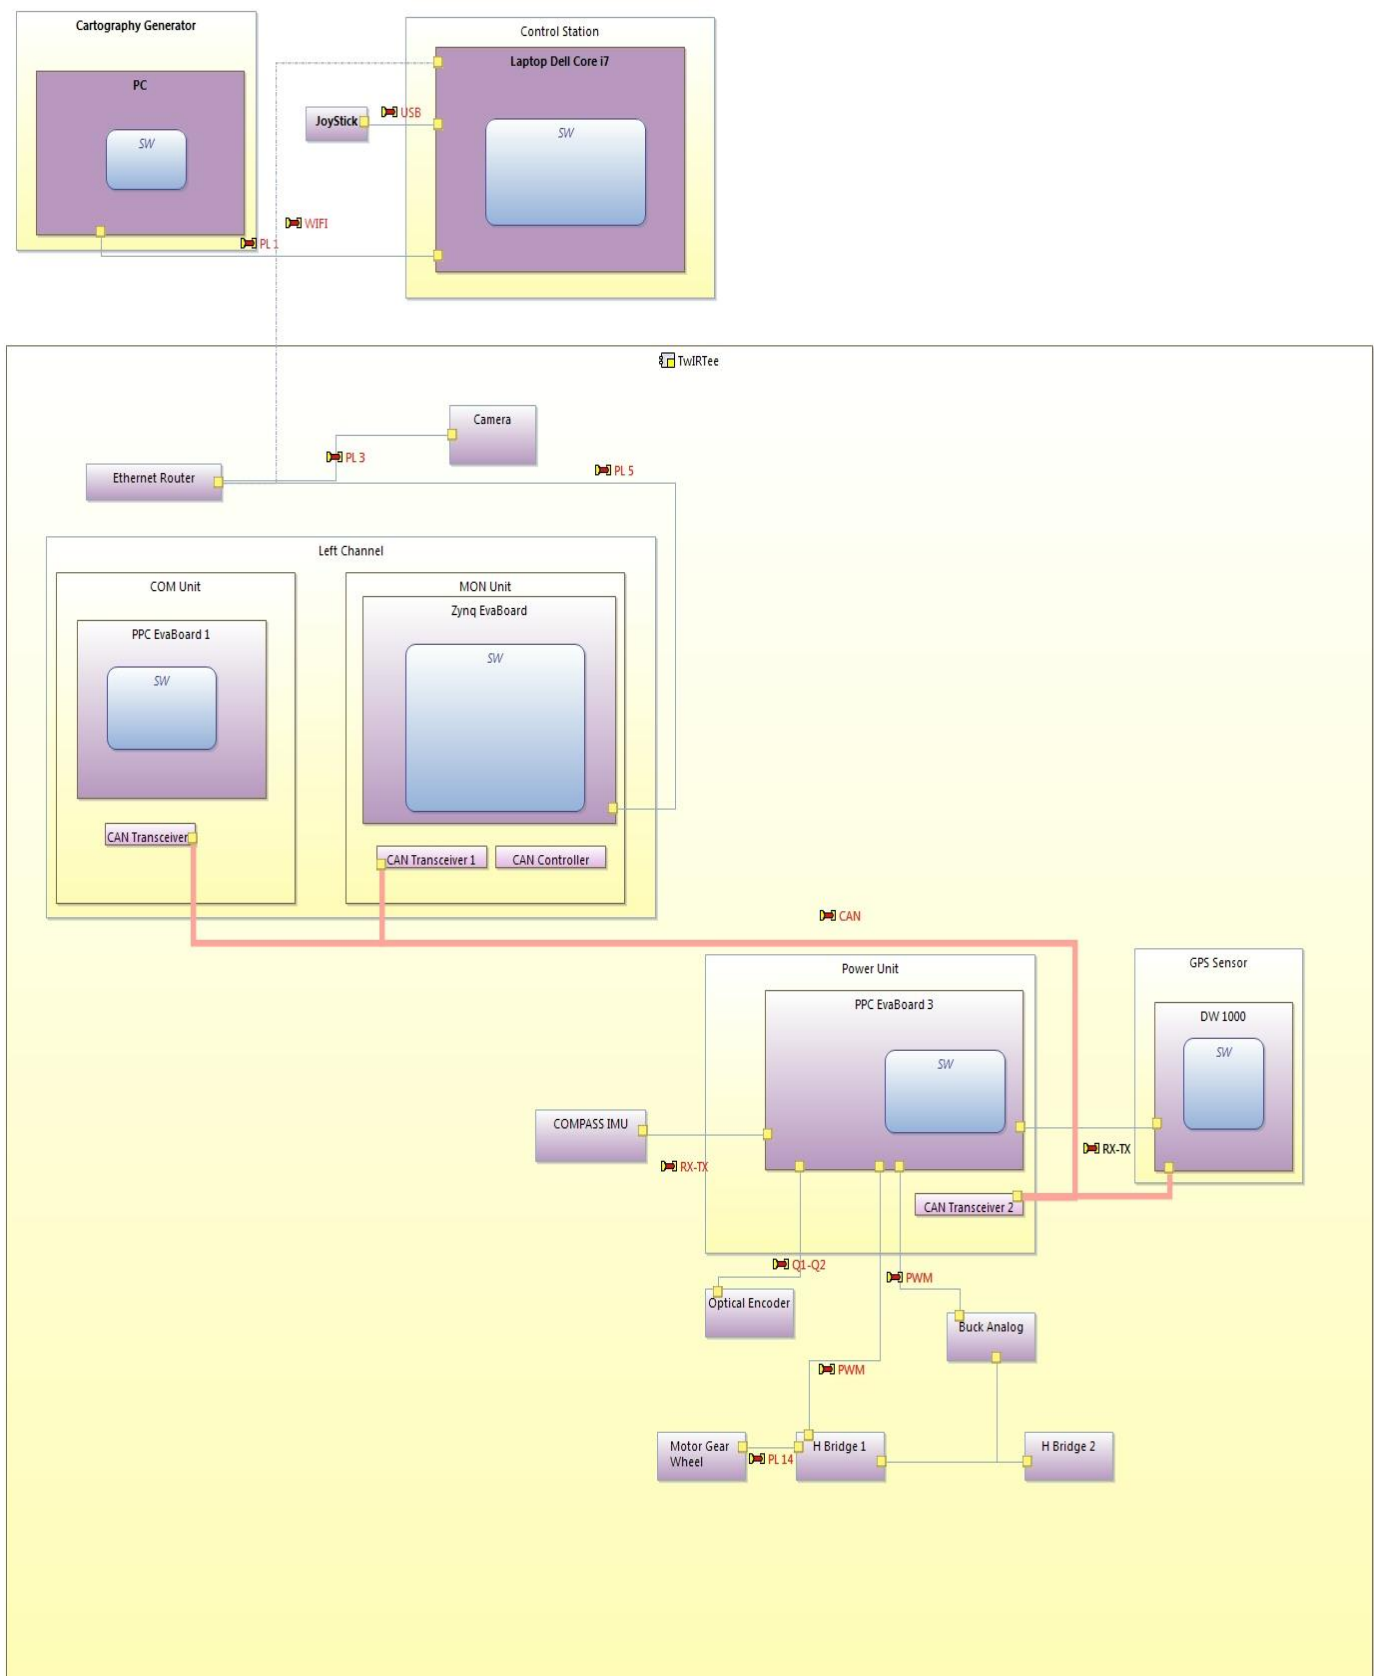 Cartography Generator
PC
SW
Control Station
Laptop Dell Core i7
SW
JoyStick
USB
WIFI
PL 1
TwIRTee
Camera
PL 3
PL 5
Ethernet Router
Left Channel
COM Unit
PPC EvaBoard 1
SW
CAN Transceiver
MON Unit
Zynq EvaBoard
SW
CAN Transceiver 1
CAN Controller
CAN
Power Unit
PPC EvaBoard 3
SW
GPS Sensor
DW 1000
SW
COMPASS IMU
RX-TX
RX-TX
CAN Transceiver 2
Q1-Q2
PWM
Optical Encoder
Buck Analog
PWM
Motor Gear
Wheel
PL 14
H Bridge 1
H Bridge 2